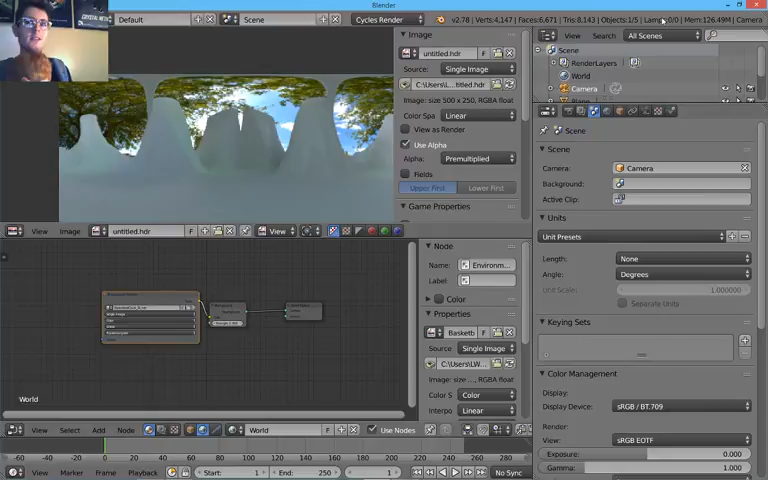 Blender
Default
Scene
Cycles Render
v2.78 | Verts:4,147 | Faces:6,671 | Tris:8,143 | Objects:1/5 | Lamps:0/0 | Mem:126.49M | Camera
Image
untitled.hdr
F
Source:
Single Image
C:\Users\L...titled.hdr
Image: size 500 x 250, RGBA float
Color Spa
Linear
View as Render
Use Alpha
Alpha:
Premultiplied
Fields
Upper First
Lower First
Game Properties
View
Search
All Scenes
Scene
RenderLayers
World
Camera
Scene
Scene
Camera:
Camera
Background:
Active Clip:
Units
Unit Presets
Length:
None
Angle:
Degrees
Unit Scale:
1.000000
Separate Units
Keying Sets
Color Management
Display:
Display Device:
sRGB / BT.709
Render:
View:
sRGB EOTF
Exposure:
0.000
Gamma:
1.000
View
Image
untitled.hdr
F
View
Node
Name:
Environm...
Label:
Color
Properties
Basketb
F
Source
Single Image
C:\Users\LW...
Image: size ..., RGBA float
Color S
Color
Interpo
Linear
World
View
Select
Add
Node
World
F
Use Nodes
-60 -40 -20 0 20 40 60 80 100 120 140 160 180 200 220 240 260 280
View
Marker
Frame
Playback
Start: 1
End: 250
1
No Sync